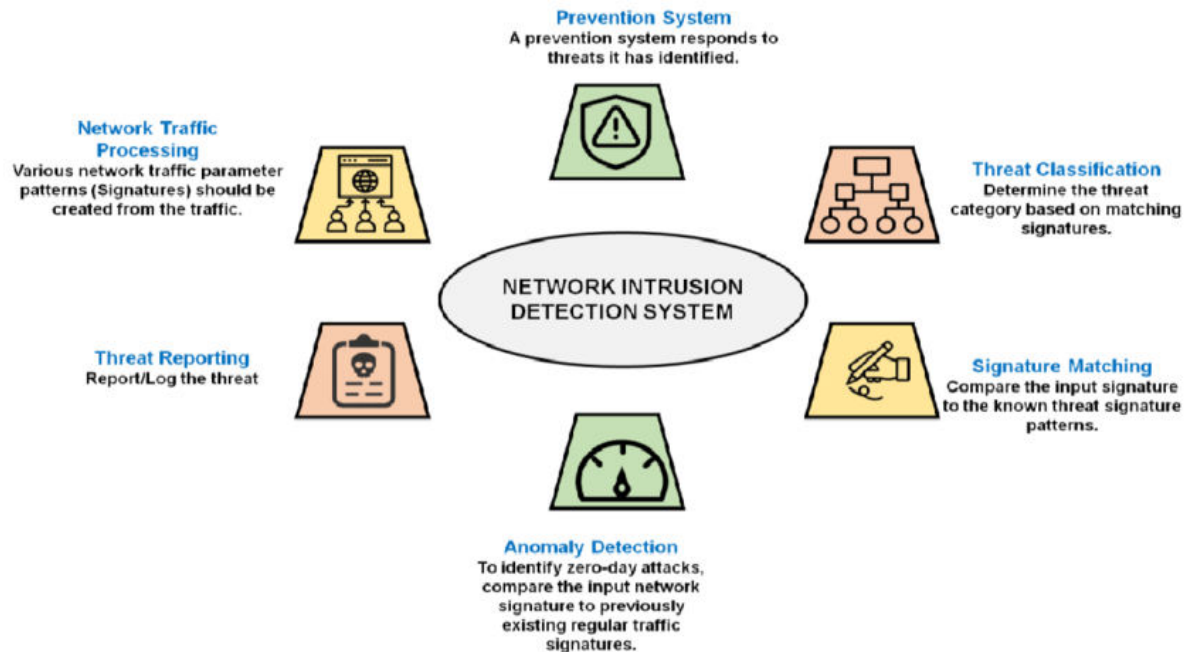 Prevention System
A prevention system responds to
threats it has identified.
Network Traffic
Processing
Various network traffic parameter
patterns (Signatures) should be
created from the traffic.
Threat Classification
Determine the threat
category based on matching
signatures.
NETWORK INTRUSION
DETECTION SYSTEM
Threat Reporting
Report/Log the threat
Signature Matching
Compare the input signature
to the known threat signature
patterns.
Anomaly Detection
To identify zero-day attacks,
compare the input network
signature to previously
existing regular traffic
signatures.